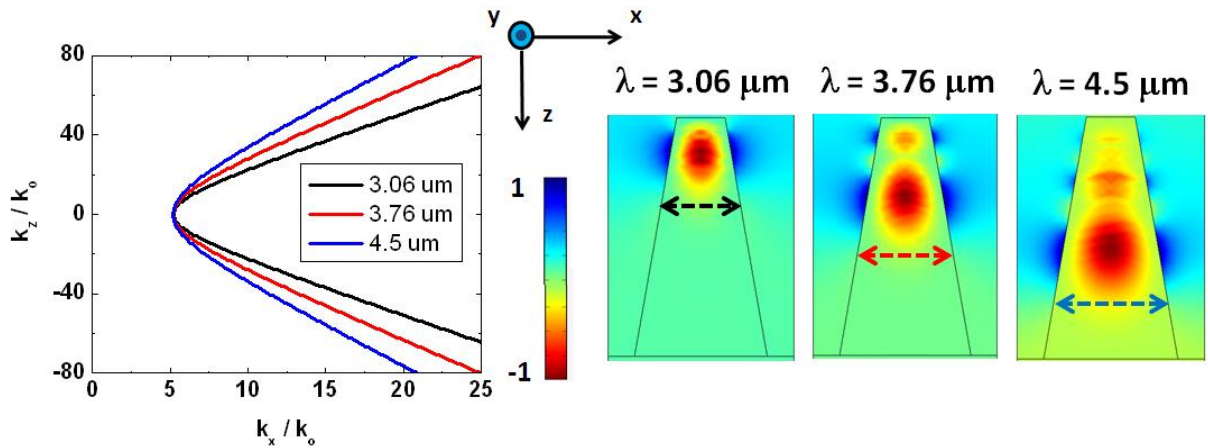 80
40
0
-40
-80
k_z / k_o
0
5
10
15
20
25
k_x / k_o
3.06 um
3.76 um
4.5 um
y
x
z
1
-1
λ = 3.06 μm
λ = 3.76 μm
λ = 4.5 μm